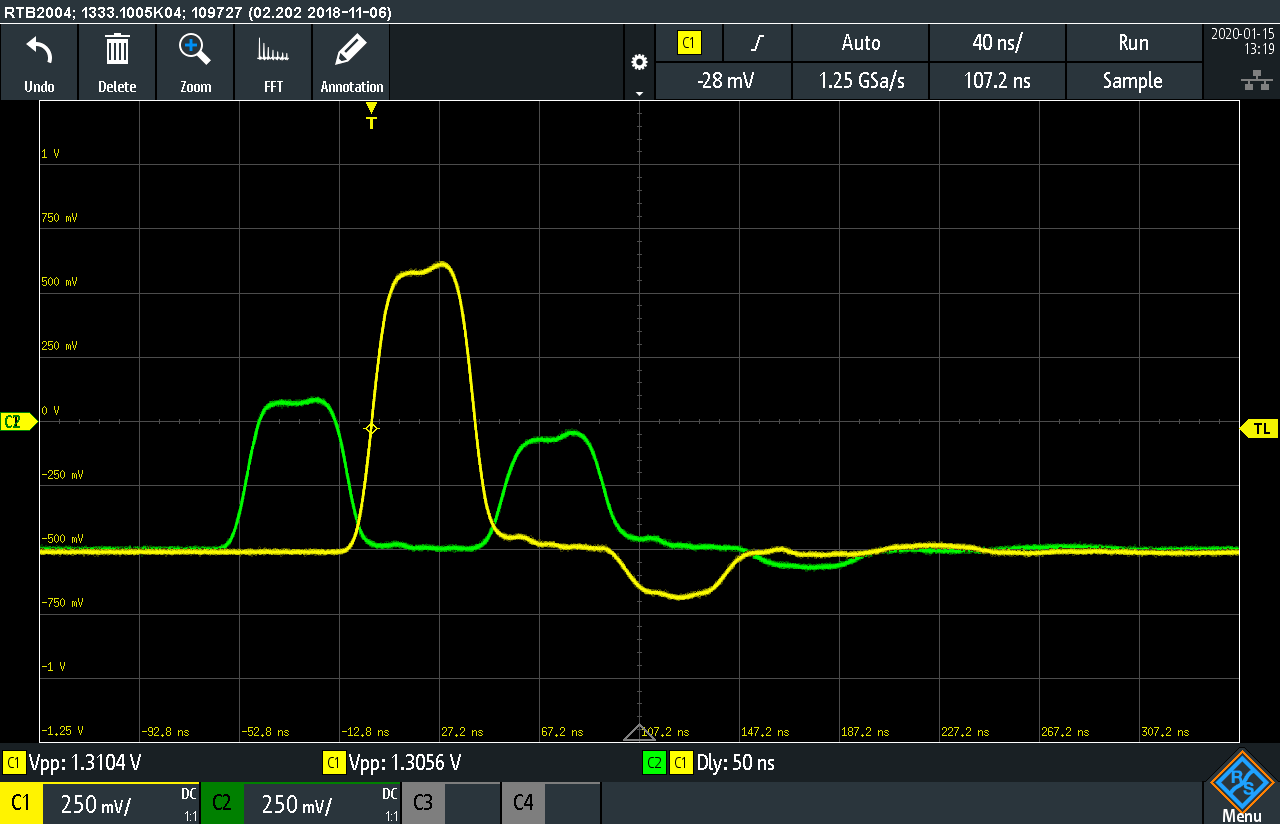 RTB2004; 1333.1005K04; 109727 (02.202 2018-11-06)
Undo
Delete
Zoom
FFT
Annotation
C1
Auto
40 ns/
Run
-28 mV
1.25 GSa/s
107.2 ns
Sample
2020-01-15
13:19
T
1 V
750 mV
500 mV
250 mV
0 V
-250 mV
-500 mV
-750 mV
-1 V
-1.25 V
TL
-92.8 ns
-52.8 ns
-12.8 ns
27.2 ns
67.2 ns
107.2 ns
147.2 ns
187.2 ns
227.2 ns
267.2 ns
307.2 ns
C1 Vpp: 1.3104 V
C1 Vpp: 1.3056 V
C2 C1 Dly: 50 ns
C1 250 mV/ DC 1:1
C2 250 mV/ DC 1:1
C3
C4
R S
Menu